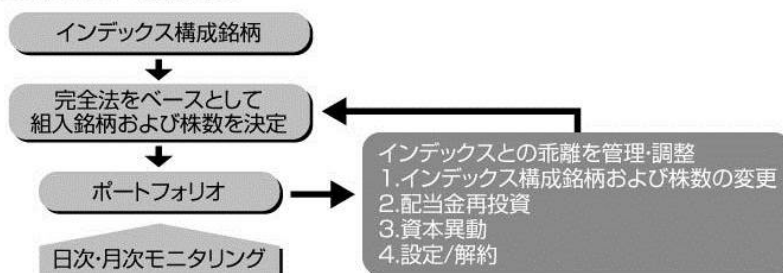 インデックス構成銘柄
完全法をベースとして
組入銘柄および株数を決定
ポートフォリオ
日次・月次モニタリング
インデックスとの乖離を管理・調整
1.インデックス構成銘柄および株数の変更
2.配当金再投資
3.資本異動
4.設定/解約